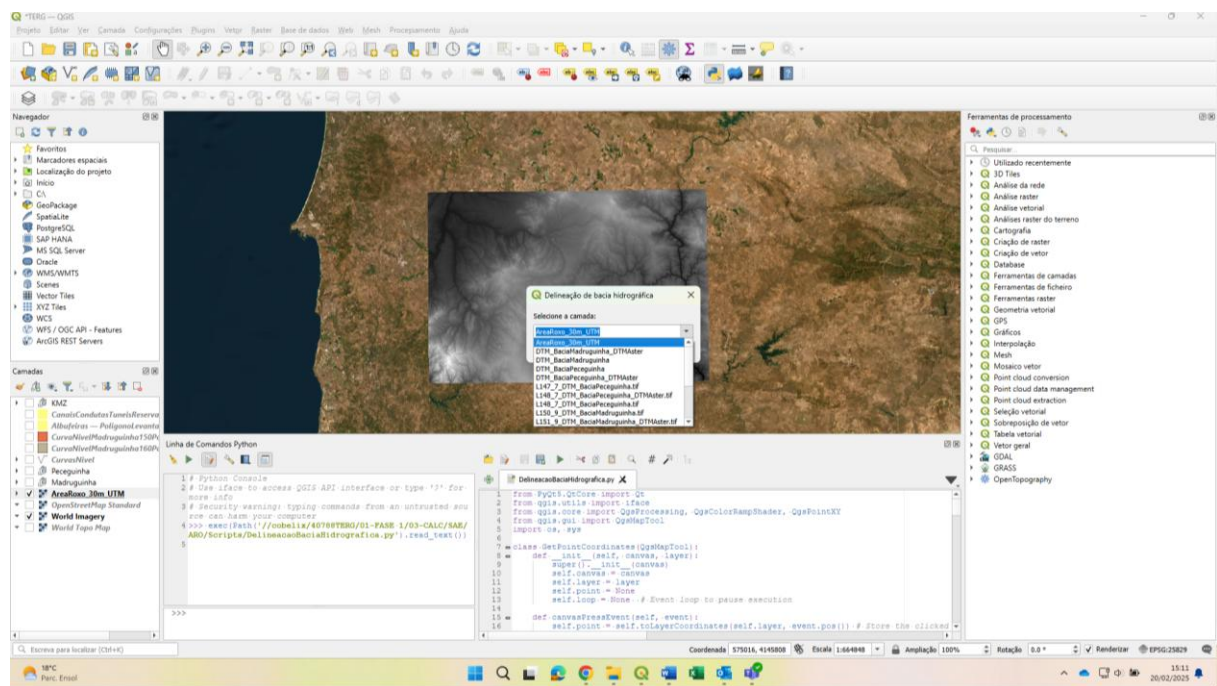 *TERG — QGIS
Projeto Editar Ver Camada Configurações Plugins Vetor Raster Base de dados Web Mesh Processamento Ajuda
Navegador
Favoritos
Marcadores espaciais
Localização do projeto
Início
C:\
GeoPackage
SpatiaLite
PostgreSQL
SAP HANA
MS SQL Server
Oracle
WMS/WMTS
Scenes
Vector Tiles
XYZ Tiles
WCS
WFS / OGC API - Features
ArcGIS REST Servers
Camadas
KMZ
CanaisCondutasTuneisReserva
Albufeiras — PoligonoLevanta
CurvaNivelMadruguinha150Po
CurvaNivelMadruguinha160Po
CurvasNivel
Peceguinha
Madruguinha
AreaRoxo_30m_UTM
OpenStreetMap Standard
World Imagery
World Topo Map
Delineação de bacia hidrográfica
Selecione a camada:
AreaRoxo_30m_UTM
AreaRoxo_30m_UTM
DTM_BaciaMadruguinha_DTMAster
DTM_BaciaMadruguinha
DTM_BaciaPeceguinha
DTM_BaciaPeceguinha_DTMAster
L147_7_DTM_BaciaPeceguinha.tif
L148_7_DTM_BaciaPeceguinha_DTMAster.tif
L150_9_DTM_BaciaMadruguinha.tif
L151_9_DTM_BaciaMadruguinha_DTMAster.tif
Linha de Comandos Python
1 # Python Console
2 # Use iface to access QGIS API interface or type '?' for
more info
3 # Security warning: typing commands from an untrusted sou
rce can harm your computer
4 >>> exec(Path('//cobelix/4070#TERG/01-FASE 1/03-CALC/SAE/
ARO/Scripts/DelineacaoBaciaHidrografica.py').read_text())
5
>>>
DelineacaoBaciaHidrografica.py
1 from PyQt5.QtCore import Qt
2 from qgis.utils import iface
3 from qgis.core import QgsProcessing, QgsColorRampShader, QgsPointXY
4 from qgis.gui import QgsMapTool
5 import os, sys
6
7 class GetPointCoordinates(QgsMapTool):
8 def __init__(self, canvas, layer):
9 super().__init__(canvas)
10 self.canvas = canvas
11 self.layer = layer
12 self.point = None
13 self.loop = None # Event loop to pause execution
14
15 def canvasPressEvent(self, event):
16 self.point = self.toLayerCoordinates(self.layer, event.pos()) # Store the clicked
Ferramentas de processamento
Pesquisar...
Utilizado recentemente
3D Tiles
Análise da rede
Análise raster
Análise vetorial
Análises raster do terreno
Cartografia
Criação de raster
Criação de vetor
Database
Ferramentas de camadas
Ferramentas de ficheiro
Ferramentas raster
Geometria vetorial
GPS
Gráficos
Interpolação
Mesh
Mosaico vetor
Point cloud conversion
Point cloud data management
Point cloud extraction
Seleção vetorial
Sobreposição de vetor
Tabela vetorial
Vetor geral
GDAL
GRASS
OpenTopography
Escreva para localizar (Ctrl+K)
Coordenada 575016, 4145808 Escala 1:664848 Ampliação 100% Rotação 0.0 ° Renderizar EPSG:25829
18°C
Parc. Ensol
15:11
20/02/2025